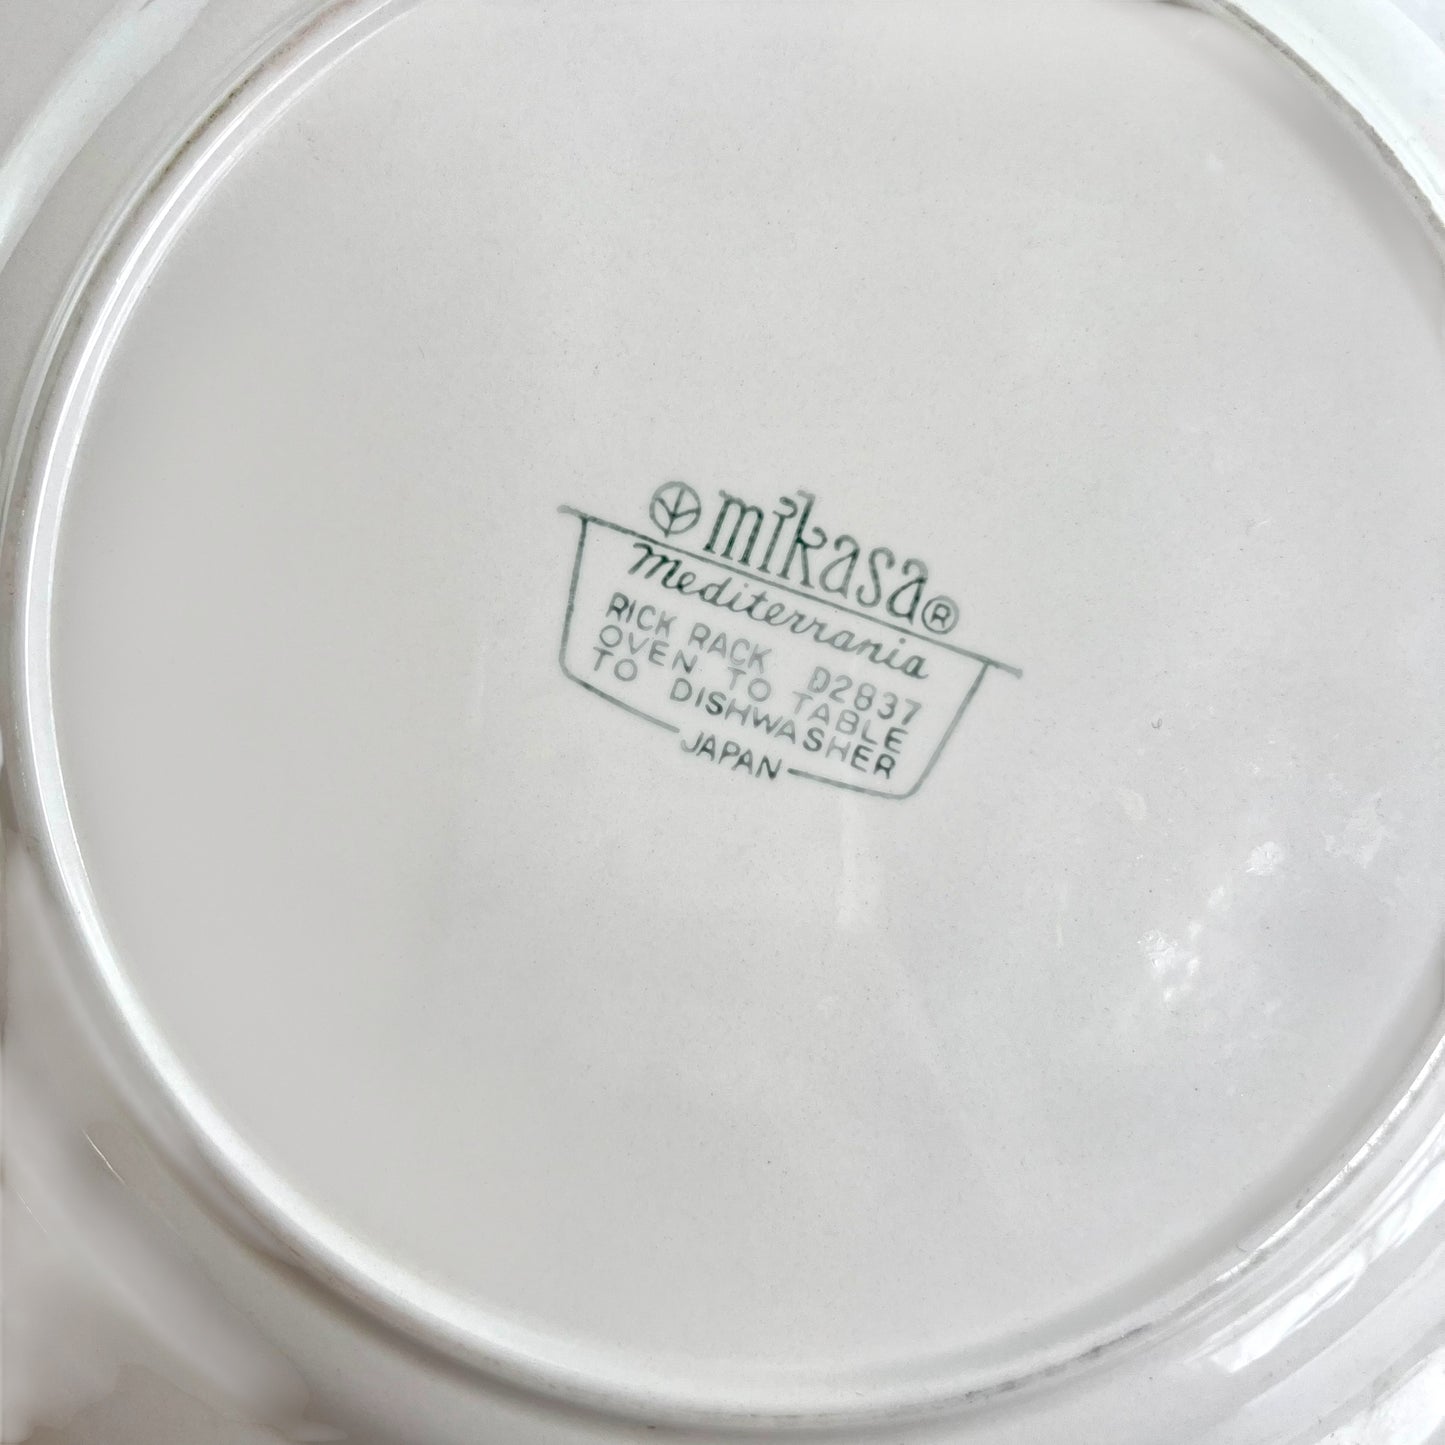 mikasa®
Mediterrania
RICK RACK D2837
OVEN TO TABLE
TO DISHWASHER
JAPAN